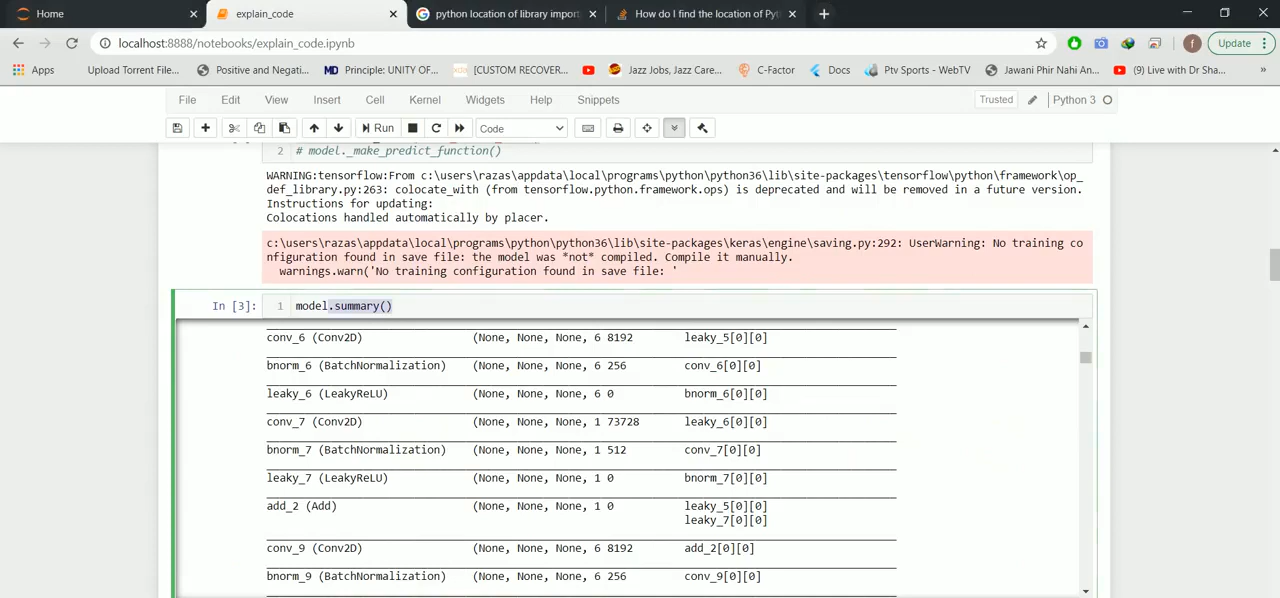 Home
explain_code
python location of library import
How do I find the location of Pyt
localhost:8888/notebooks/explain_code.ipynb
f
Update
Apps
Upload Torrent File...
Positive and Negati...
MD Principle: UNITY OF...
[CUSTOM RECOVER...
Jazz Jobs, Jazz Care...
C-Factor
Docs
Ptv Sports - WebTV
Jawani Phir Nahi An...
(9) Live with Dr Sha...
»
File Edit View Insert Cell Kernel Widgets Help Snippets
Trusted
Python 3
Run
Code
2 # model._make_predict_function()
WARNING:tensorflow:From c:\users\razas\appdata\local\programs\python\python36\lib\site-packages\tensorflow\python\framework\op_
def_library.py:263: colocate_with (from tensorflow.python.framework.ops) is deprecated and will be removed in a future version.
Instructions for updating:
Colocations handled automatically by placer.
c:\users\razas\appdata\local\programs\python\python36\lib\site-packages\keras\engine\saving.py:292: UserWarning: No training co
nfiguration found in save file: the model was *not* compiled. Compile it manually.
warnings.warn('No training configuration found in save file: '
In [3]: 1 model.summary()
conv_6 (Conv2D) (None, None, None, 6 8192 leaky_5[0][0]
bnorm_6 (BatchNormalization) (None, None, None, 6 256 conv_6[0][0]
leaky_6 (LeakyReLU) (None, None, None, 6 0 bnorm_6[0][0]
conv_7 (Conv2D) (None, None, None, 1 73728 leaky_6[0][0]
bnorm_7 (BatchNormalization) (None, None, None, 1 512 conv_7[0][0]
leaky_7 (LeakyReLU) (None, None, None, 1 0 bnorm_7[0][0]
add_2 (Add) (None, None, None, 1 0 leaky_5[0][0]
leaky_7[0][0]
conv_9 (Conv2D) (None, None, None, 6 8192 add_2[0][0]
bnorm_9 (BatchNormalization) (None, None, None, 6 256 conv_9[0][0]